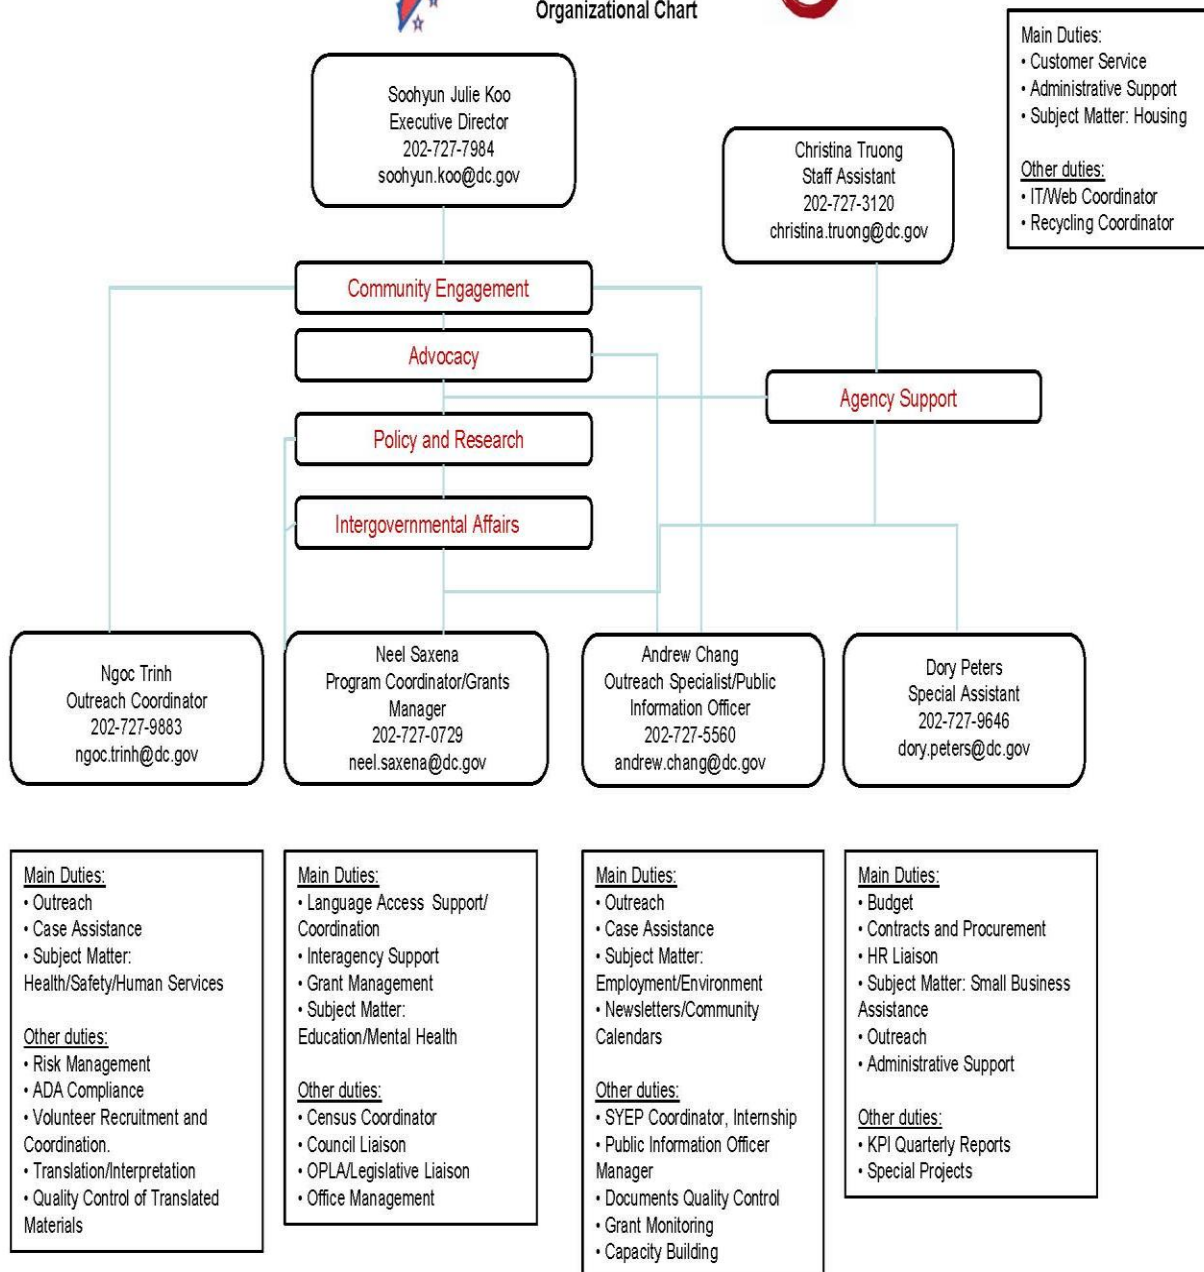 Organizational Chart
Main Duties:
• Customer Service
• Administrative Support
• Subject Matter: Housing
Other duties:
• IT/Web Coordinator
• Recycling Coordinator
Soohyun Julie Koo
Executive Director
202-727-7984
soohyun.koo@dc.gov
Christina Truong
Staff Assistant
202-727-3120
christina.truong@dc.gov
Community Engagement
Advocacy
Agency Support
Policy and Research
Intergovernmental Affairs
Ngoc Trinh
Outreach Coordinator
202-727-9883
ngoc.trinh@dc.gov
Neel Saxena
Program Coordinator/Grants
Manager
202-727-0729
neel.saxena@dc.gov
Andrew Chang
Outreach Specialist/Public
Information Officer
202-727-5560
andrew.chang@dc.gov
Dory Peters
Special Assistant
202-727-9646
dory.peters@dc.gov
Main Duties:
• Outreach
• Case Assistance
• Subject Matter:
Health/Safety/Human Services
Other duties:
• Risk Management
• ADA Compliance
• Volunteer Recruitment and
Coordination.
• Translation/Interpretation
• Quality Control of Translated
Materials
Main Duties:
• Language Access Support/
Coordination
• Interagency Support
• Grant Management
• Subject Matter:
Education/Mental Health
Other duties:
• Census Coordinator
• Council Liaison
• OPLA/Legislative Liaison
• Office Management
Main Duties:
• Outreach
• Case Assistance
• Subject Matter:
Employment/Environment
• Newsletters/Community
Calendars
Other duties:
• SYEP Coordinator, Internship
• Public Information Officer
Manager
• Documents Quality Control
• Grant Monitoring
• Capacity Building
Main Duties:
• Budget
• Contracts and Procurement
• HR Liaison
• Subject Matter: Small Business
Assistance
• Outreach
• Administrative Support
Other duties:
• KPI Quarterly Reports
• Special Projects